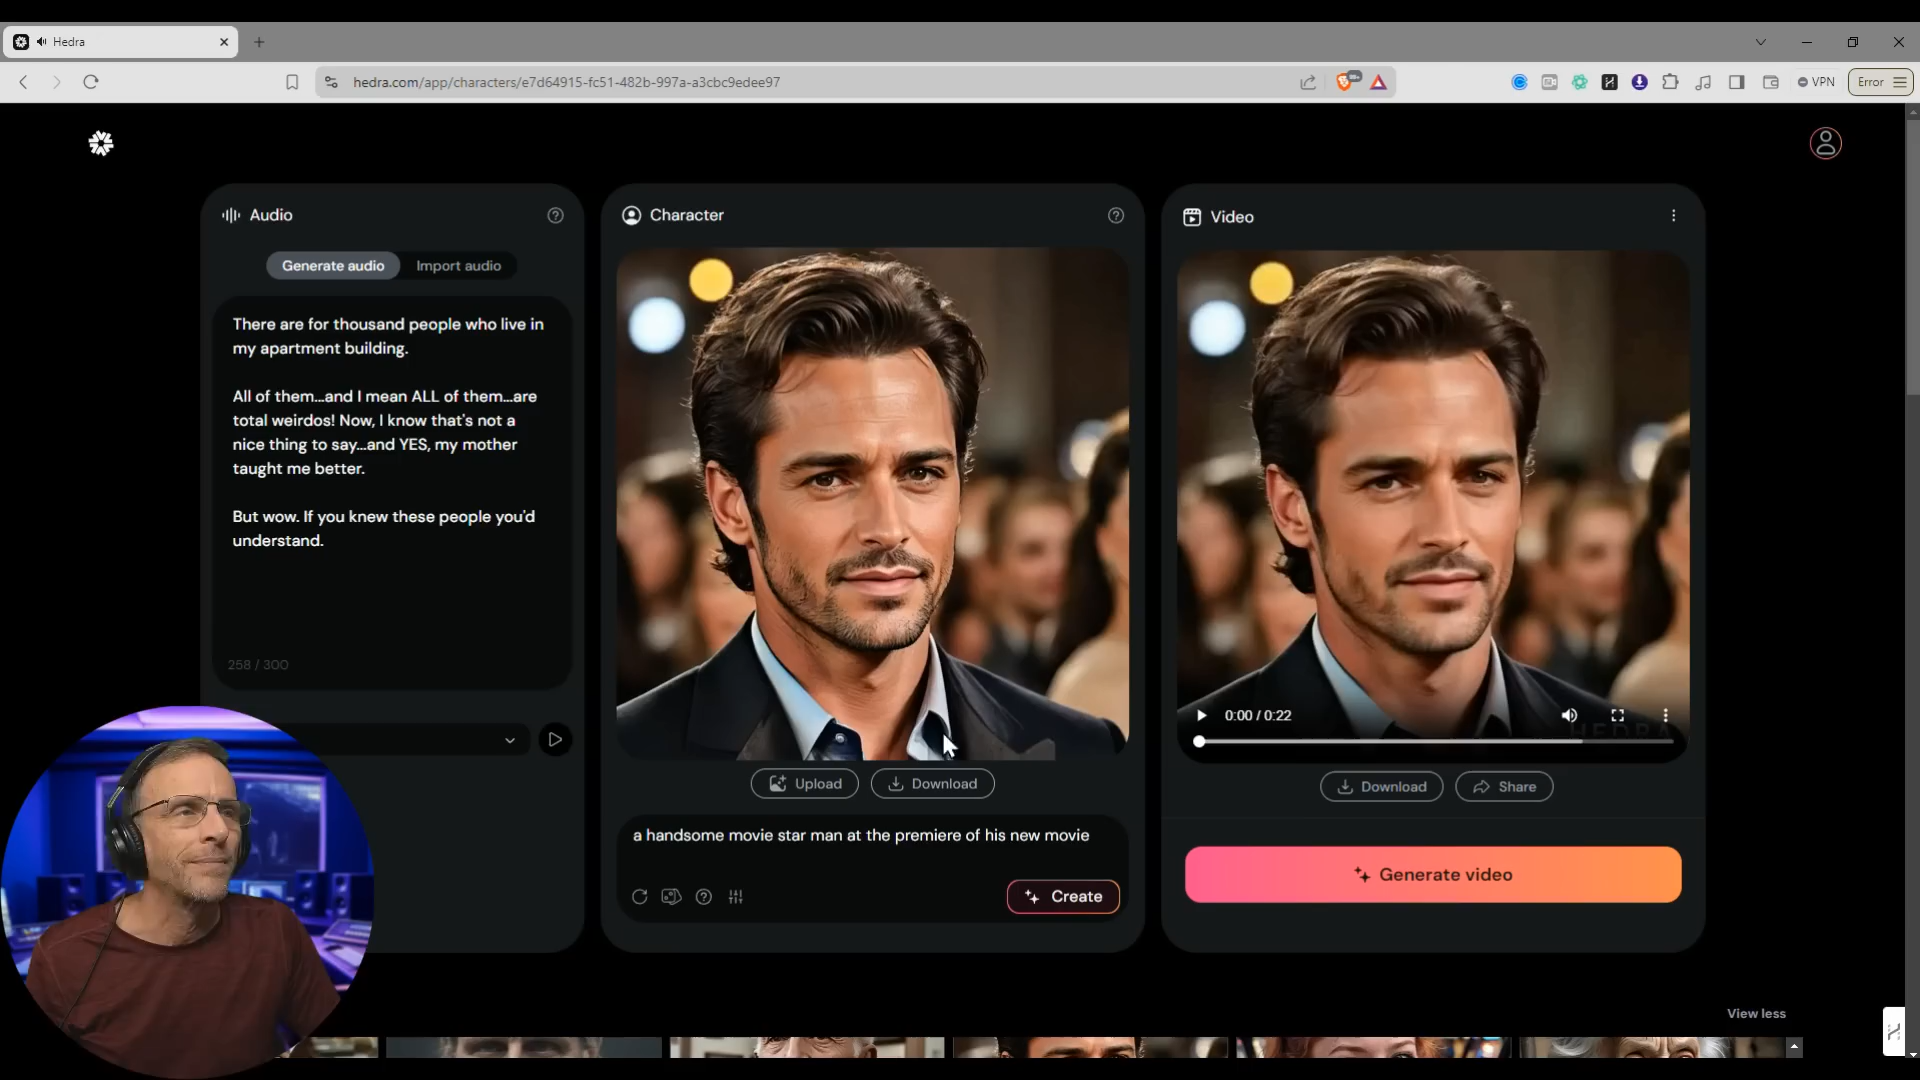 Hedra
hedra.com/app/characters/e7d64915-fc51-482b-997a-a3cbc9edee97
99+
VPN
Error
Audio
Generate audio
Import audio
There are for thousand people who live in
my apartment building.
All of them...and I mean ALL of them...are
total weirdos! Now, I know that's not a
nice thing to say...and YES, my mother
taught me better.
But wow. If you knew these people you'd
understand.
258 / 300
Character
Upload
Download
a handsome movie star man at the premiere of his new movie
Create
Video
0:00 / 0:22
HEDRA
Download
Share
Generate video
View less